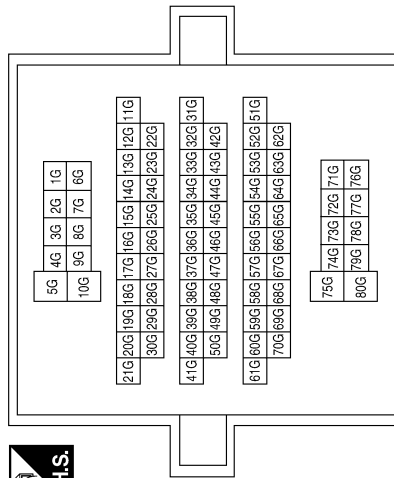 5G 4G 3G 2G 1G
10G 9G 8G 7G 6G
21G 20G 19G 18G 17G 16G 15G 14G 13G 12G 11G
30G 29G 28G 27G 26G 25G 24G 23G 22G
41G 40G 39G 38G 37G 36G 35G 34G 33G 32G 31G
50G 49G 48G 47G 46G 45G 44G 43G 42G
61G 60G 59G 58G 57G 56G 55G 54G 53G 52G 51G
70G 69G 68G 67G 66G 65G 64G 63G 62G
75G 74G 73G 72G 71G
80G 79G 78G 77G 76G
H.S.